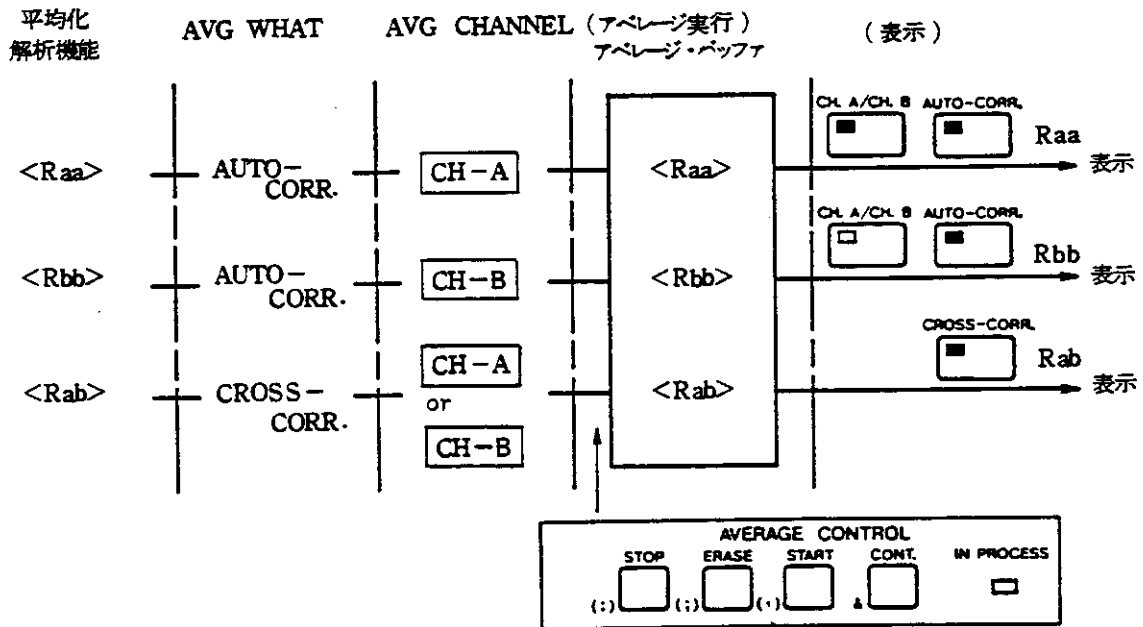 平均化
解析機能
AVG WHAT
AVG CHANNEL
(アベレージ実行)
アベレージ・バッファ
(表示)
CH. A/CH. B AUTO-CORR.
<Raa>
AUTO-
CORR.
CH-A
<Raa>
Raa
表示
CH. A/CH. B AUTO-CORR.
<Rbb>
AUTO-
CORR.
CH-B
<Rbb>
Rbb
表示
CROSS-CORR.
<Rab>
CROSS-
CORR.
CH-A
or
CH-B
<Rab>
Rab
表示
AVERAGE CONTROL
STOP ERASE START CONT. IN PROCESS
(:) (;) &